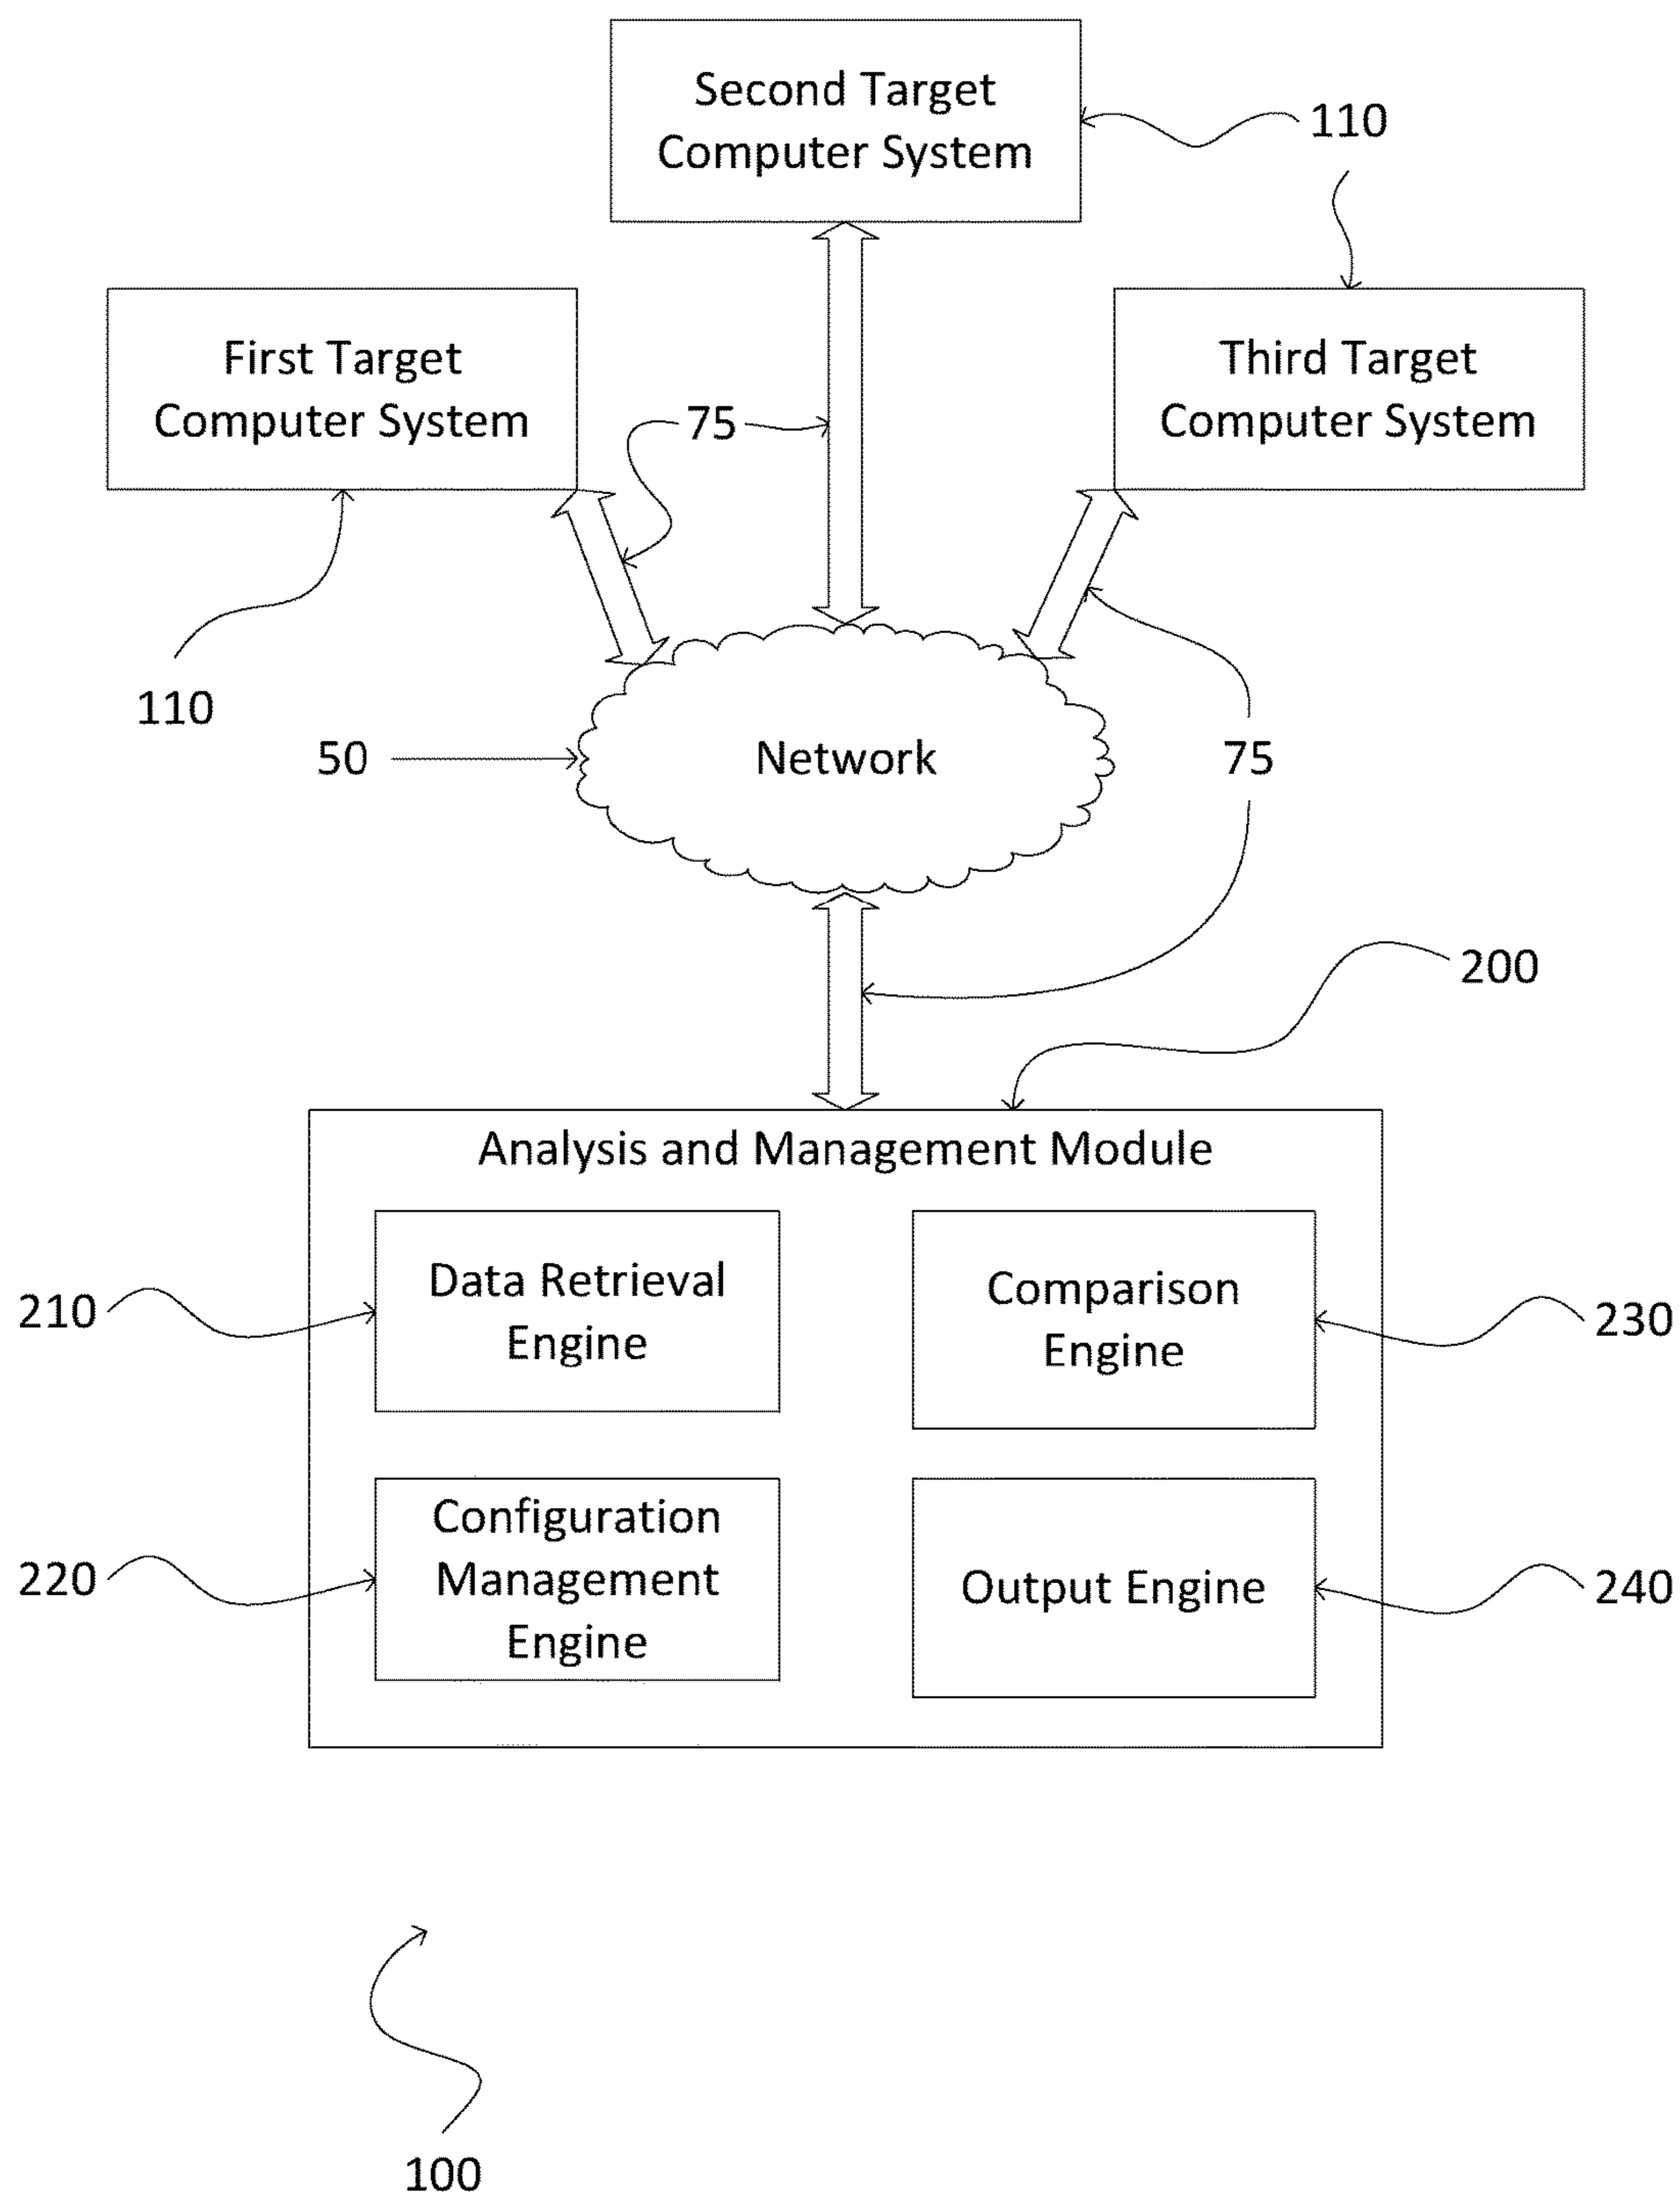 Second Target
Computer System
110
First Target
Computer System
75
Third Target
Computer System
110
50
Network
75
200
Analysis and Management Module
210
Data Retrieval
Engine
Comparison
Engine
230
220
Configuration
Management
Engine
Output Engine
240
100